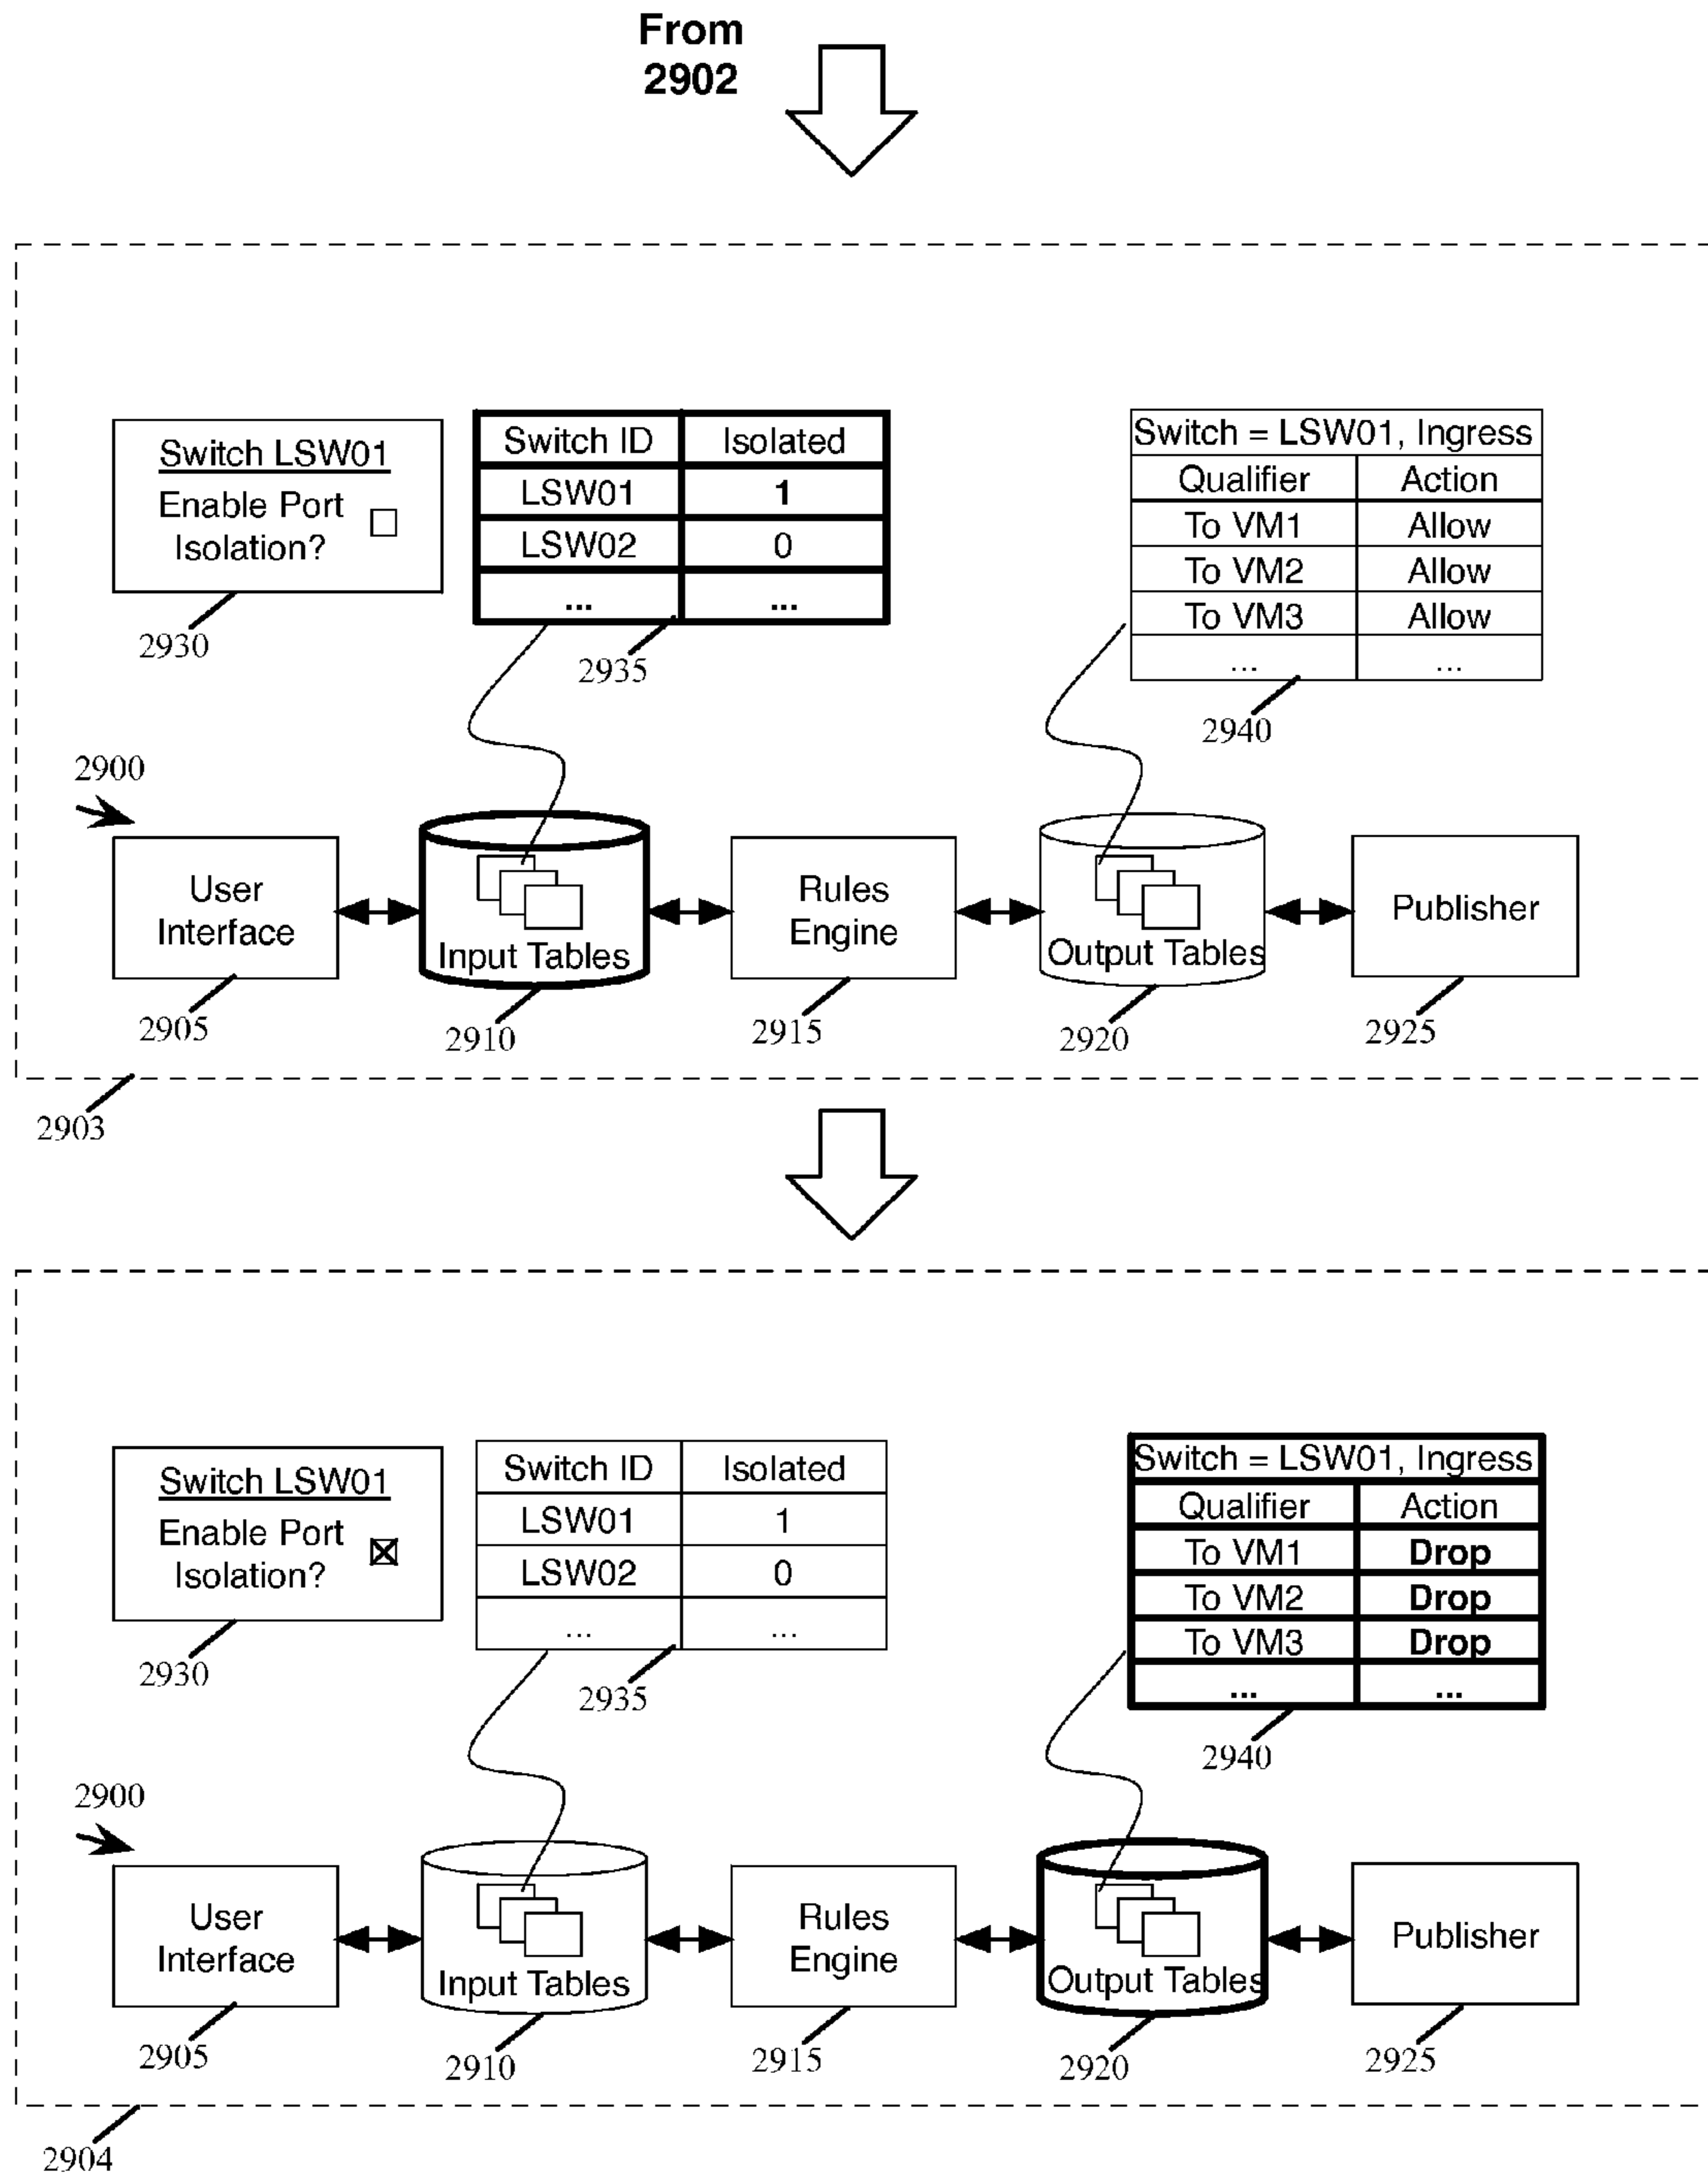 From
2902
Switch LSW01
Enable Port
Isolation?
2930
Switch ID Isolated
LSW01 1
LSW02 0
... ...
2935
Switch = LSW01, Ingress
Qualifier Action
To VM1 Allow
To VM2 Allow
To VM3 Allow
... ...
2940
2900
User
Interface
Input Tables
Rules
Engine
Output Tables
Publisher
2905
2910
2915
2920
2925
2903
Switch LSW01
Enable Port
Isolation?
2930
Switch ID Isolated
LSW01 1
LSW02 0
... ...
2935
Switch = LSW01, Ingress
Qualifier Action
To VM1 Drop
To VM2 Drop
To VM3 Drop
... ...
2940
2900
User
Interface
Input Tables
Rules
Engine
Output Tables
Publisher
2905
2910
2915
2920
2925
2904